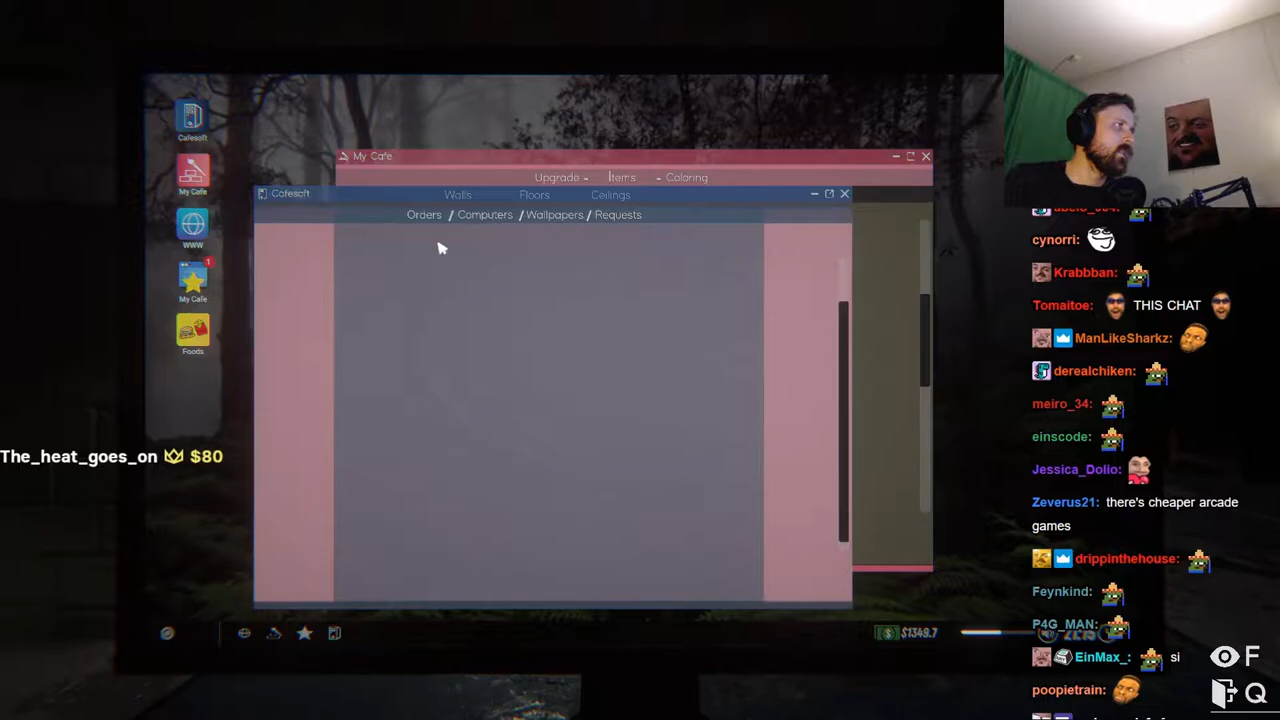 Cafesoft
My Cafe
WWW
1
My Cafe
Foods
My Cafe
Upgrade - Items - Coloring
Cafesoft
Walls Floors Ceilings
Orders / Computers / Wallpapers / Requests
$1349.7
The_heat_goes_on $80
cynorri:
Krabbban:
Tomaitoe: THIS CHAT
ManLikeSharkz:
derealchiken:
meiro_34:
einscode:
Jessica_Dolio:
Zeverus21: there's cheaper arcade
games
drippinthehouse:
Feynkind:
P4G_MAN:
EinMax_: si
poopietrain:
F
Q